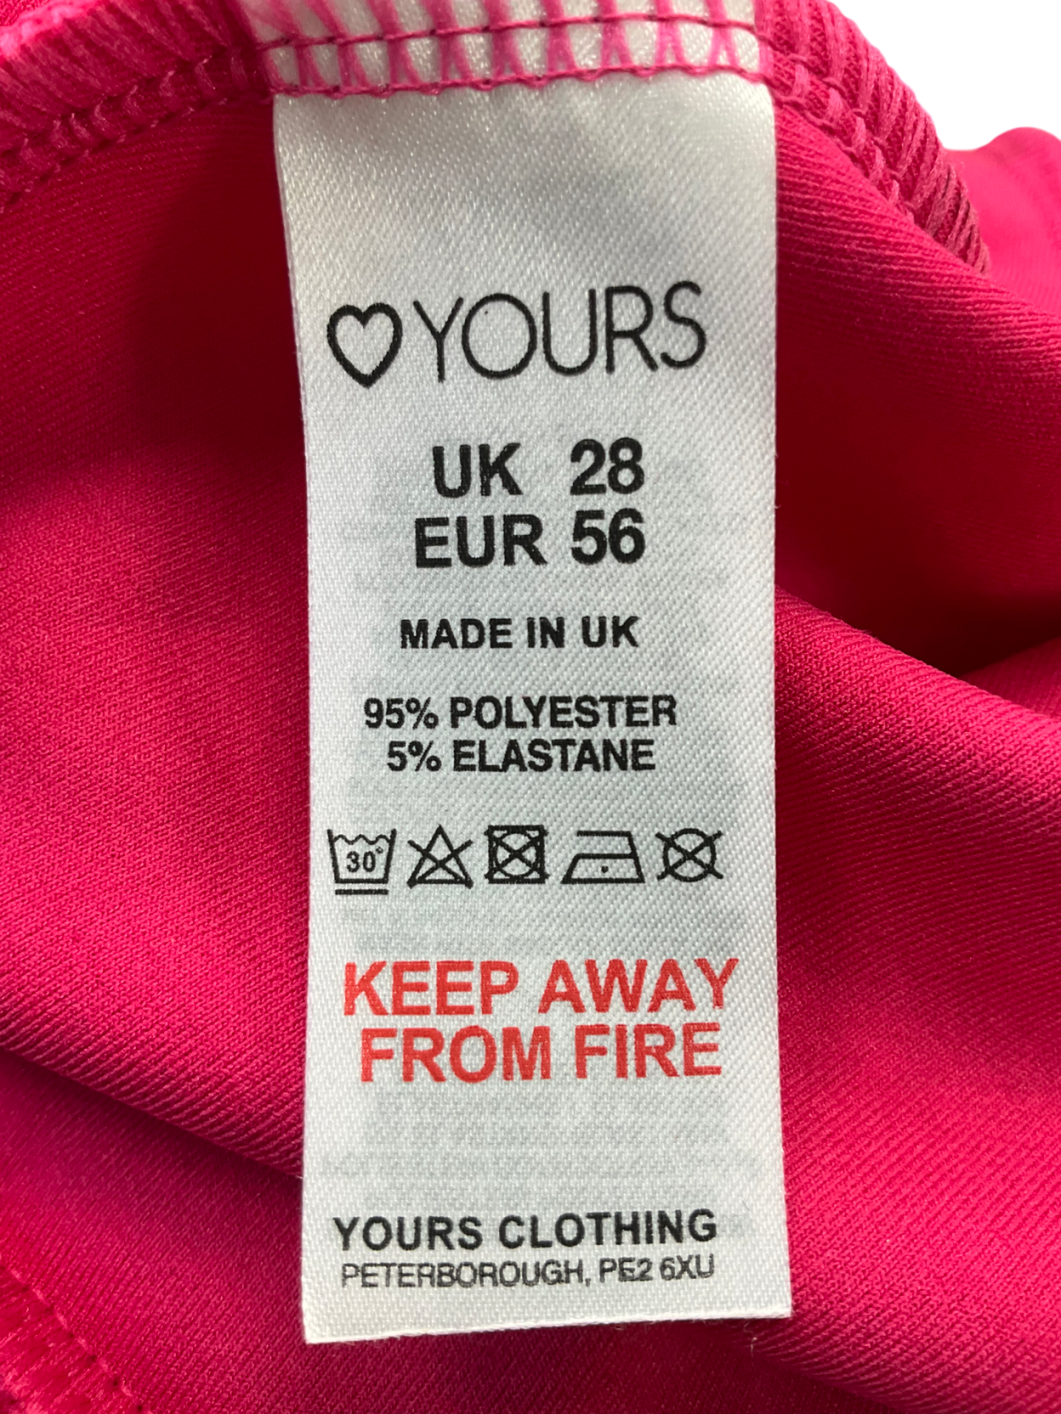 YOURS
UK 28
EUR 56
MADE IN UK
95% POLYESTER
5% ELASTANE
30°
KEEP AWAY
FROM FIRE
YOURS CLOTHING
PETERBOROUGH, PE2 6XU